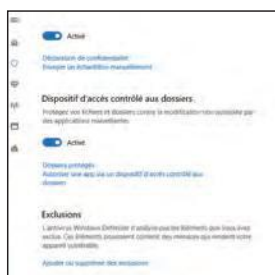 Activé
Déclaration de confidentialité
Envoyer un échantillon manuellement
Dispositif d'accès contrôlé aux dossiers
Protégez vos fichiers et dossiers contre la modification non autorisée par
des applications malveillantes.
Activé
Dossiers protégés
Autoriser une app via un dispositif d'accès contrôlé aux
dossiers
Exclusions
L'antivirus Windows Defender n'analyse pas les éléments que vous avez
exclus. Ces éléments pourraient contenir des menaces qui rendent votre
appareil vulnérable.
Ajouter ou supprimer des exclusions